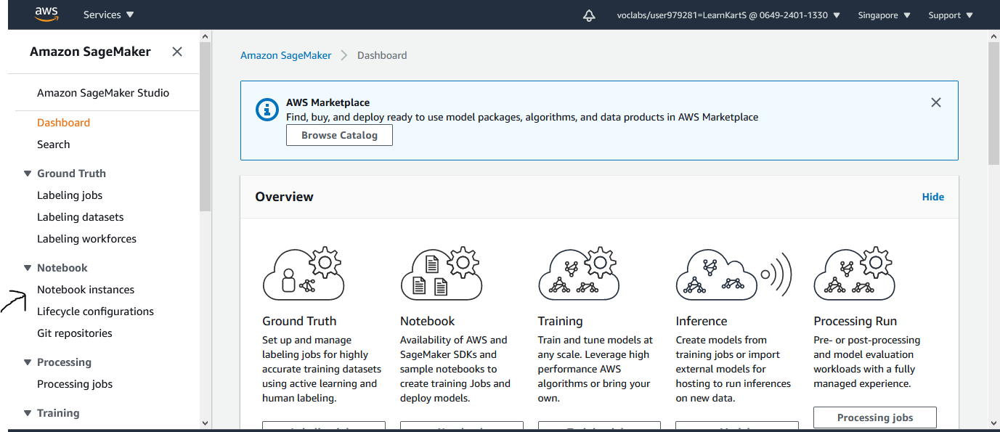 aws
Services
voclabs/user979281=LearnKartS @ 0649-2401-1330
Singapore
Support
Amazon SageMaker
Amazon SageMaker Studio
Dashboard
Search
Ground Truth
Labeling jobs
Labeling datasets
Labeling workforces
Notebook
Notebook instances
Lifecycle configurations
Git repositories
Processing
Processing jobs
Training
Amazon SageMaker
Dashboard
AWS Marketplace
Find, buy, and deploy ready to use model packages, algorithms, and data products in AWS Marketplace
Browse Catalog
Overview
Hide
Ground Truth
Set up and manage
labeling jobs for highly
accurate training datasets
using active learning and
human labeling.
Notebook
Availability of AWS and
SageMaker SDKs and
sample notebooks to
create training Jobs and
deploy models.
Training
Train and tune models at
any scale. Leverage high
performance AWS
algorithms or bring your
own.
Inference
Create models from
training jobs or import
external models for
hosting to run inferences
on new data.
Processing Run
Pre- or post-processing
and model evaluation
workloads with a fully
managed experience.
Processing jobs